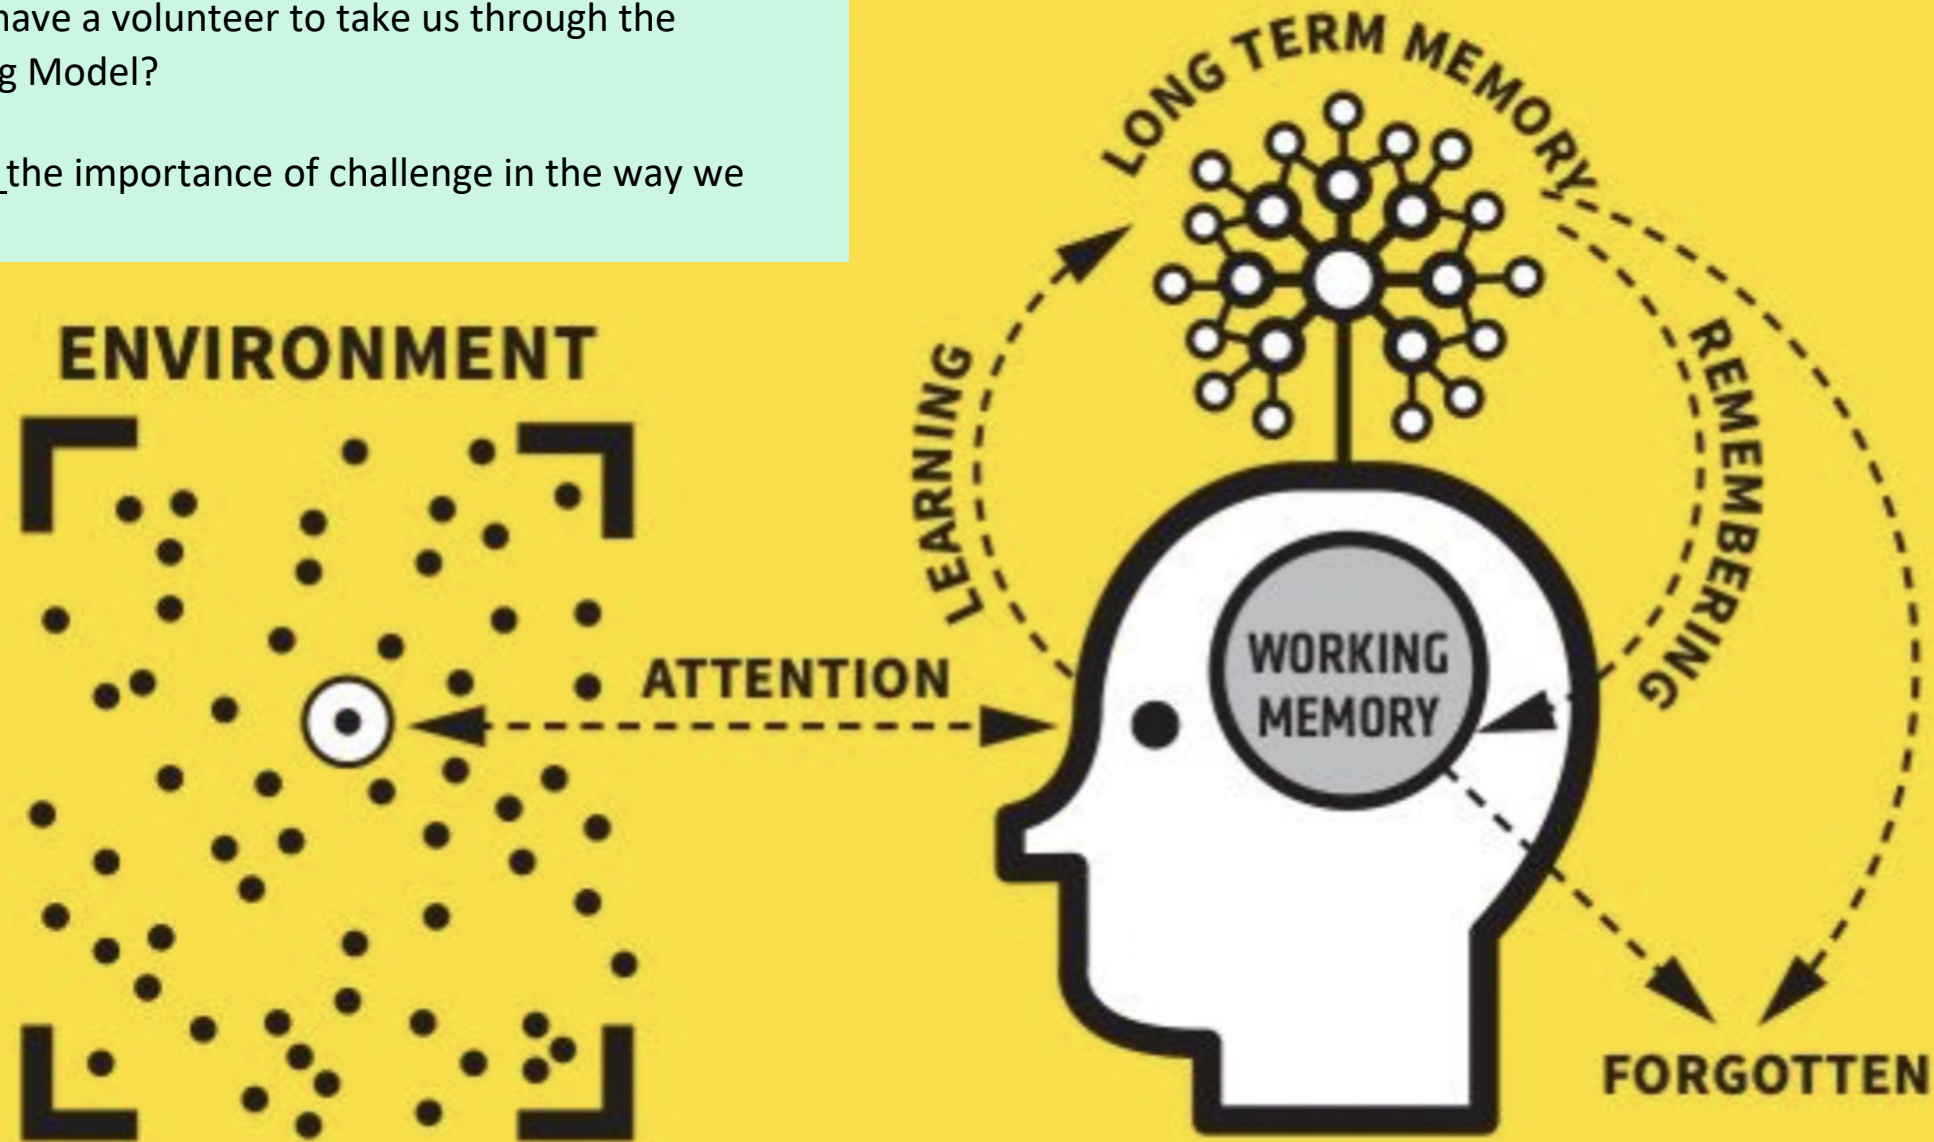 have a volunteer to take us through the
g Model?
the importance of challenge in the way we
LONG TERM MEMORY
ENVIRONMENT
LEARNING
REMEMBERING
ATTENTION
WORKING
MEMORY
FORGOTTEN